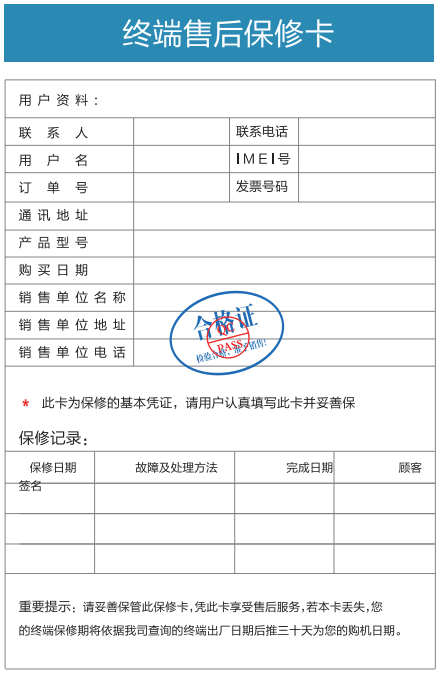 终端售后保修卡
用户资料:
联系人 联系电话
用户名 IMEI号
订单号 发票号码
通讯地址
产品型号
购买日期
销售单位名称
销售单位地址
销售单位电话
合格证
QC
PASS
检验合格，准予销售!
* 此卡为保修的基本凭证，请用户认真填写此卡并妥善保
保修记录:
保修日期 故障及处理方法 完成日期 顾客
签名
重要提示：请妥善保管此保修卡,凭此卡享受售后服务,若本卡丢失,您
的终端保修期将依据我司查询的终端出厂日期后推三十天为您的购机日期。